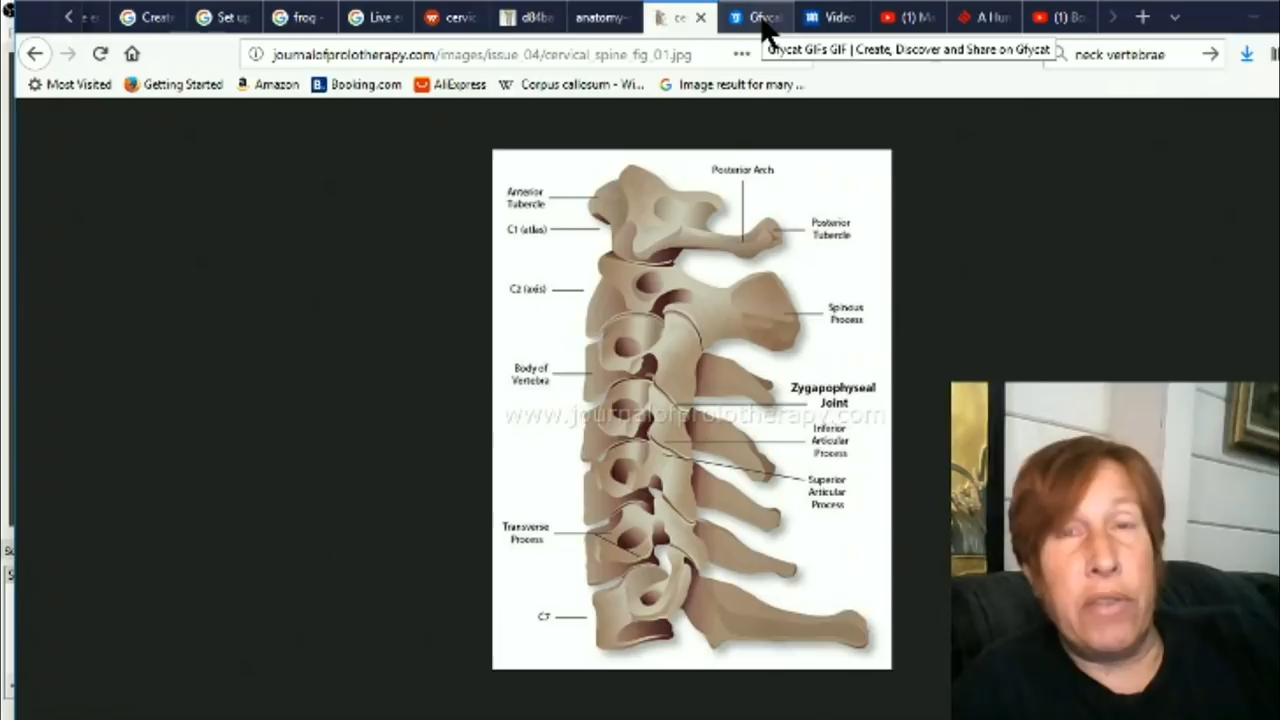 Creat
Set up
frog -
Live e
cervic
d84ba
anatomy-
ce
Gfycat
Video
(1) M
A Hun
(1) Bo
journalofprolotherapy.com/images/issue_04/cervical_spine_fig_01.jpg
Gfycat GIFs GIF | Create, Discover and Share on Gfycat
neck vertebrae
Most Visited
Getting Started
Amazon
Booking.com
AliExpress
Corpus callosum - Wi...
Image result for mary ...
Posterior Arch
Anterior
Tubercle
C1 (atlas)
Posterior
Tubercle
C2 (axis)
Spinous
Process
Body of
Vertebra
Zygapophyseal
Joint
www.journalofprolotherapy.com
Inferior
Articular
Process
Superior
Articular
Process
Transverse
Process
C7